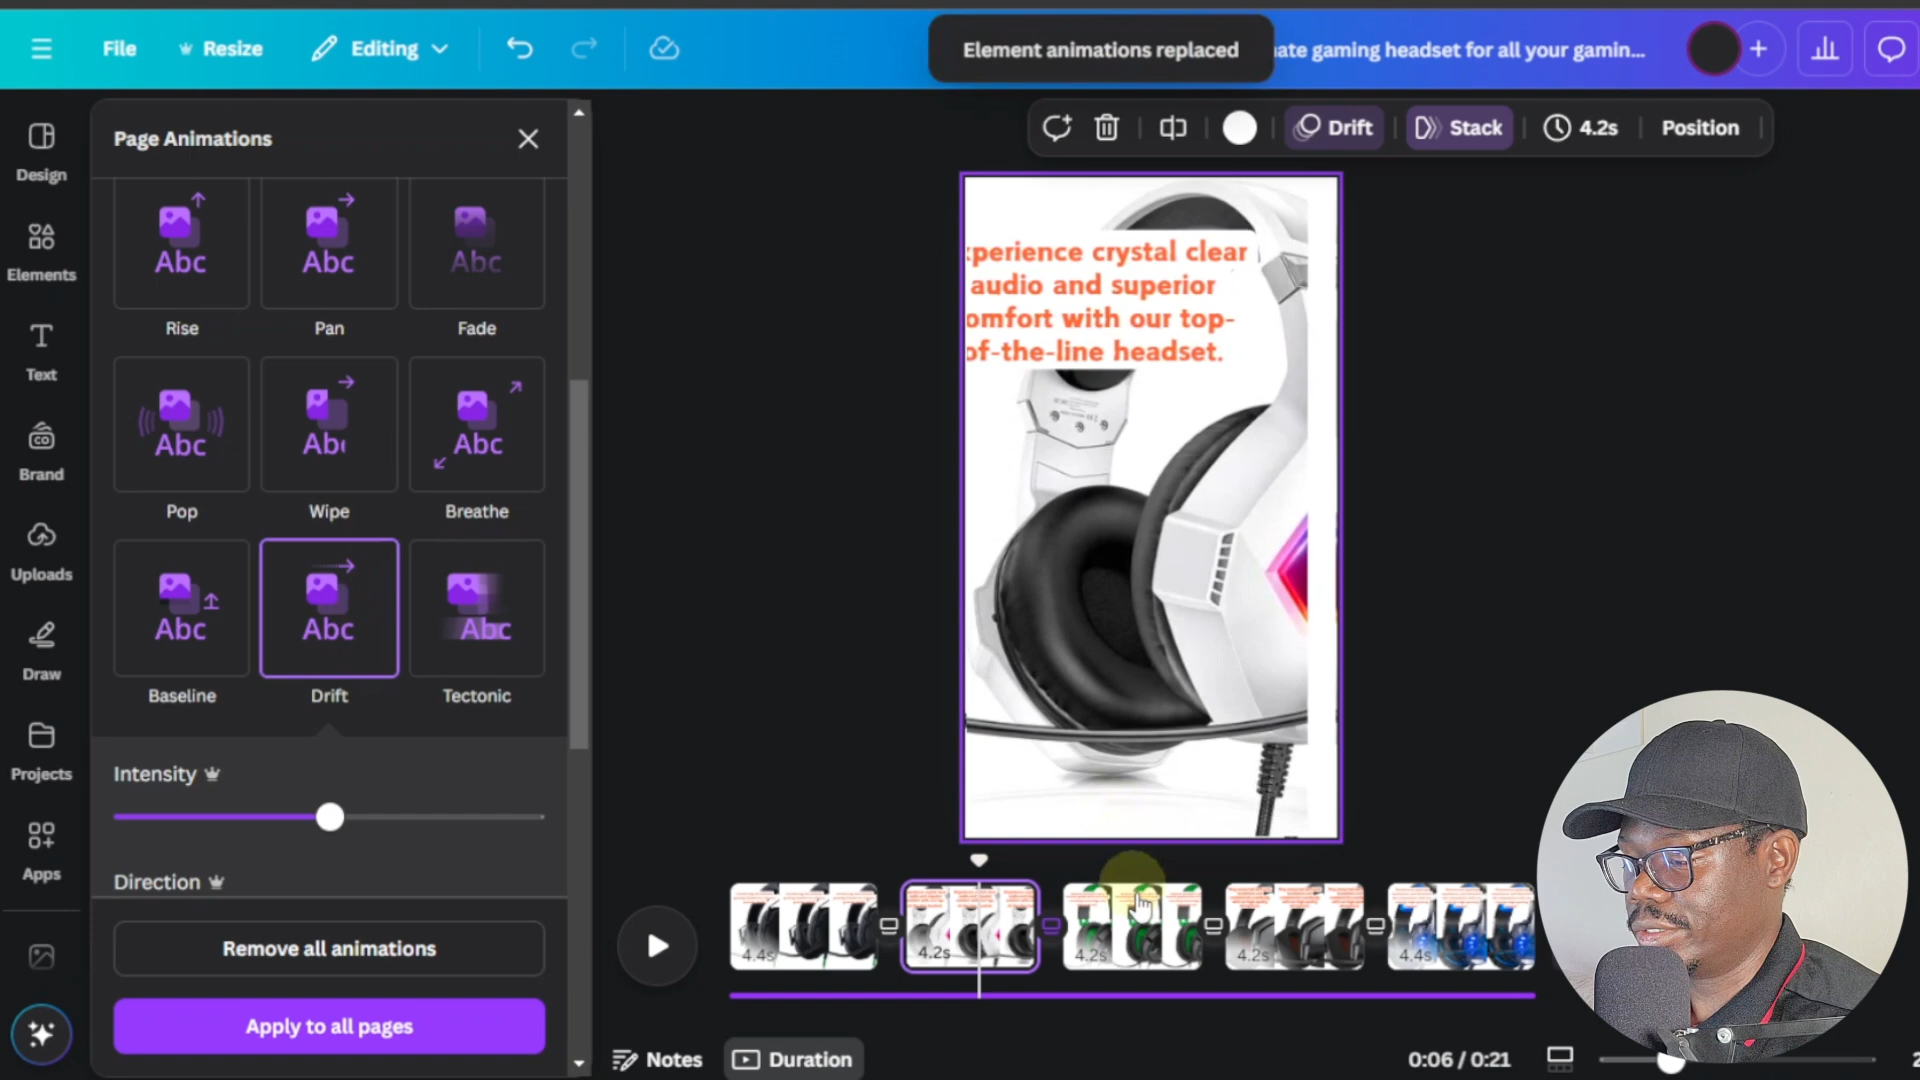 File
Resize
Editing
Element animations replaced
ate gaming headset for all your gamin...
Page Animations
Drift
Stack
4.2s
Position
Design
Elements
Text
Brand
Uploads
Draw
Projects
Apps
Abc
Abc
Abc
Rise
Pan
Fade
Abc
Ab
Abc
Pop
Wipe
Breathe
Abc
Abc
Abc
Baseline
Drift
Tectonic
Intensity
Direction
Remove all animations
Apply to all pages
xperience crystal clear
audio and superior
omfort with our top-
of-the-line headset.
4.4s
4.2s
4.2s
4.2s
4.4s
Notes
Duration
0:06 / 0:21